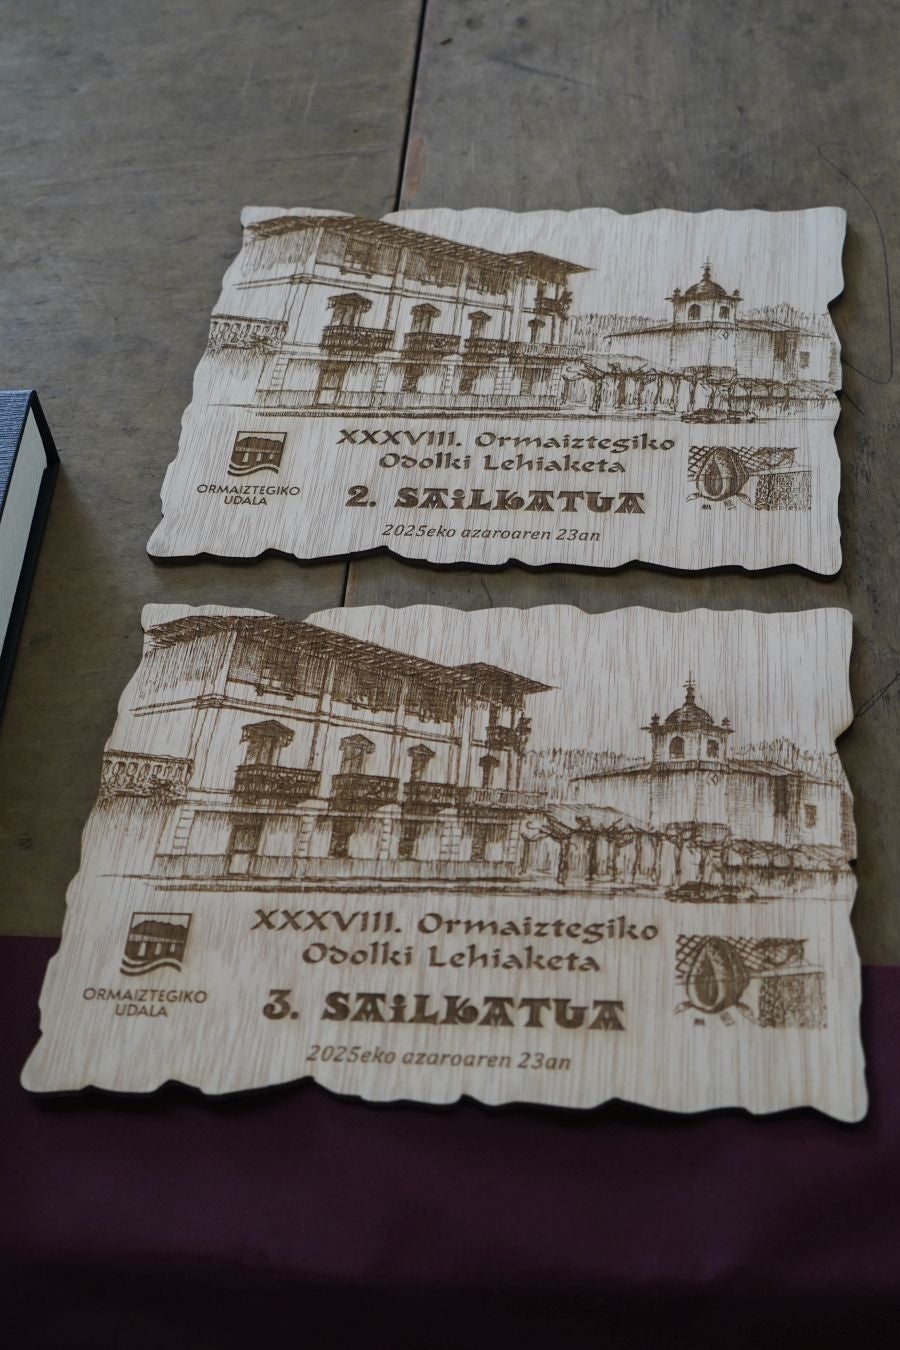 XXXVIII. Ormaiztegiko
Odolki Lehiaketa
2. SAiLKATUA
2025eko azaroaren 23an
ORMAIZTEGIKO
UDALA
XXXVIII. Ormaiztegiko
Odolki Lehiaketa
3. SAiLKATUA
2025eko azaroaren 23an
ORMAIZTEGIKO
UDALA